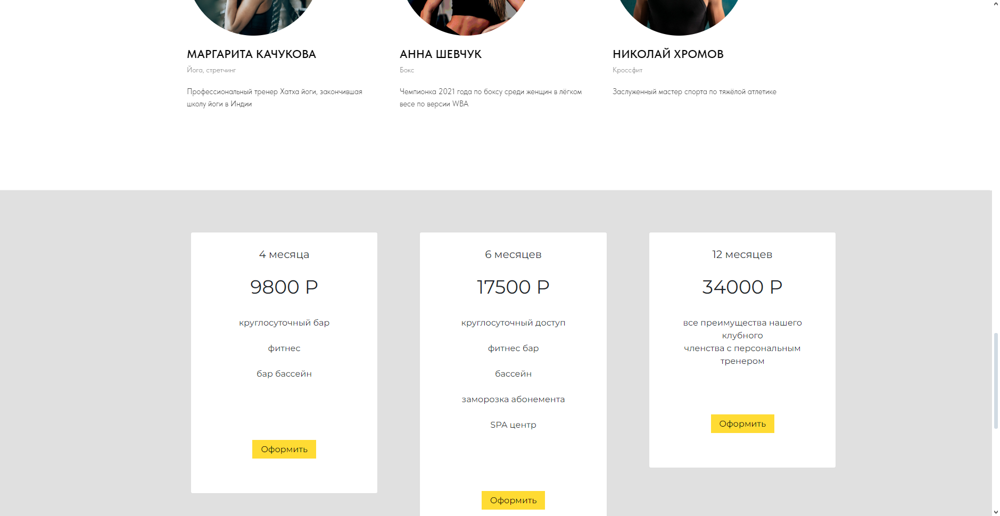 МАРГАРИТА КАЧУКОВА
Йога, стретчинг
Профессиональный тренер Хатха йоги, закончившая
школу йоги в Индии
АННА ШЕВЧУК
Бокс
Чемпионка 2021 года по боксу среди женщин в лёгком
весе по версии WBA
НИКОЛАЙ ХРОМОВ
Кроссфит
Заслуженный мастер спорта по тяжёлой атлетике
4 месяца
9800 Р
круглосуточный бар
фитнес
бар бассейн
Оформить
6 месяцев
17500 Р
круглосуточный доступ
фитнес бар
бассейн
заморозка абонемента
SPA центр
Оформить
12 месяцев
34000 Р
все преимущества нашего
клубного
членства с персональным
тренером
Оформить